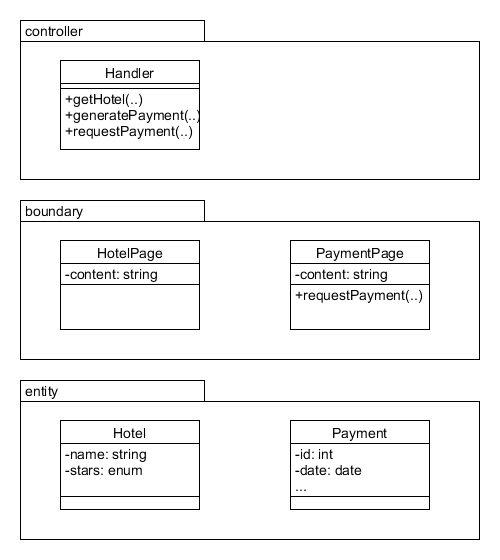 controller
Handler
+getHotel(..)
+generatePayment(..)
+requestPayment(..)
boundary
HotelPage
-content: string
PaymentPage
-content: string
+requestPayment(..)
entity
Hotel
-name: string
-stars: enum
Payment
-id: int
-date: date
...